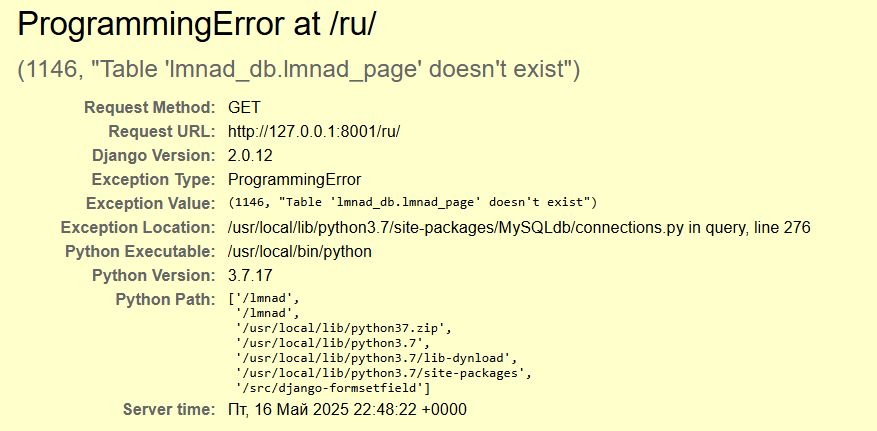 ProgrammingError at /ru/
(1146, "Table 'lmnad_db.lmnad_page' doesn't exist")
Request Method: GET
Request URL: http://127.0.0.1:8001/ru/
Django Version: 2.0.12
Exception Type: ProgrammingError
Exception Value: (1146, "Table 'lmnad_db.lmnad_page' doesn't exist")
Exception Location: /usr/local/lib/python3.7/site-packages/MySQLdb/connections.py in query, line 276
Python Executable: /usr/local/bin/python
Python Version: 3.7.17
Python Path: ['/lmnad',
'/lmnad',
'/usr/local/lib/python37.zip',
'/usr/local/lib/python3.7',
'/usr/local/lib/python3.7/lib-dynload',
'/usr/local/lib/python3.7/site-packages',
'/src/django-formsetfield']
Server time: Пт, 16 Май 2025 22:48:22 +0000